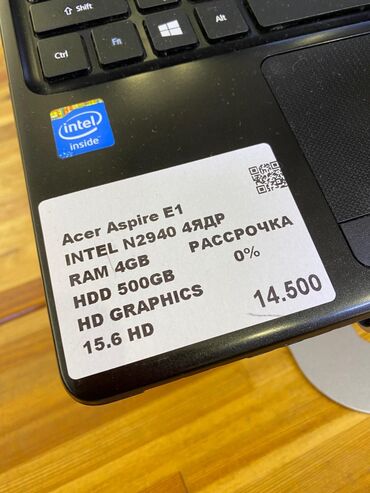 Shift
Ctrl
Fn
Alt
intel
inside
Acer Aspire E1
INTEL N2940 4ЯДР
RAM 4GB РАССРОЧКА
HDD 500GB 0%
HD GRAPHICS
15.6 HD 14.500